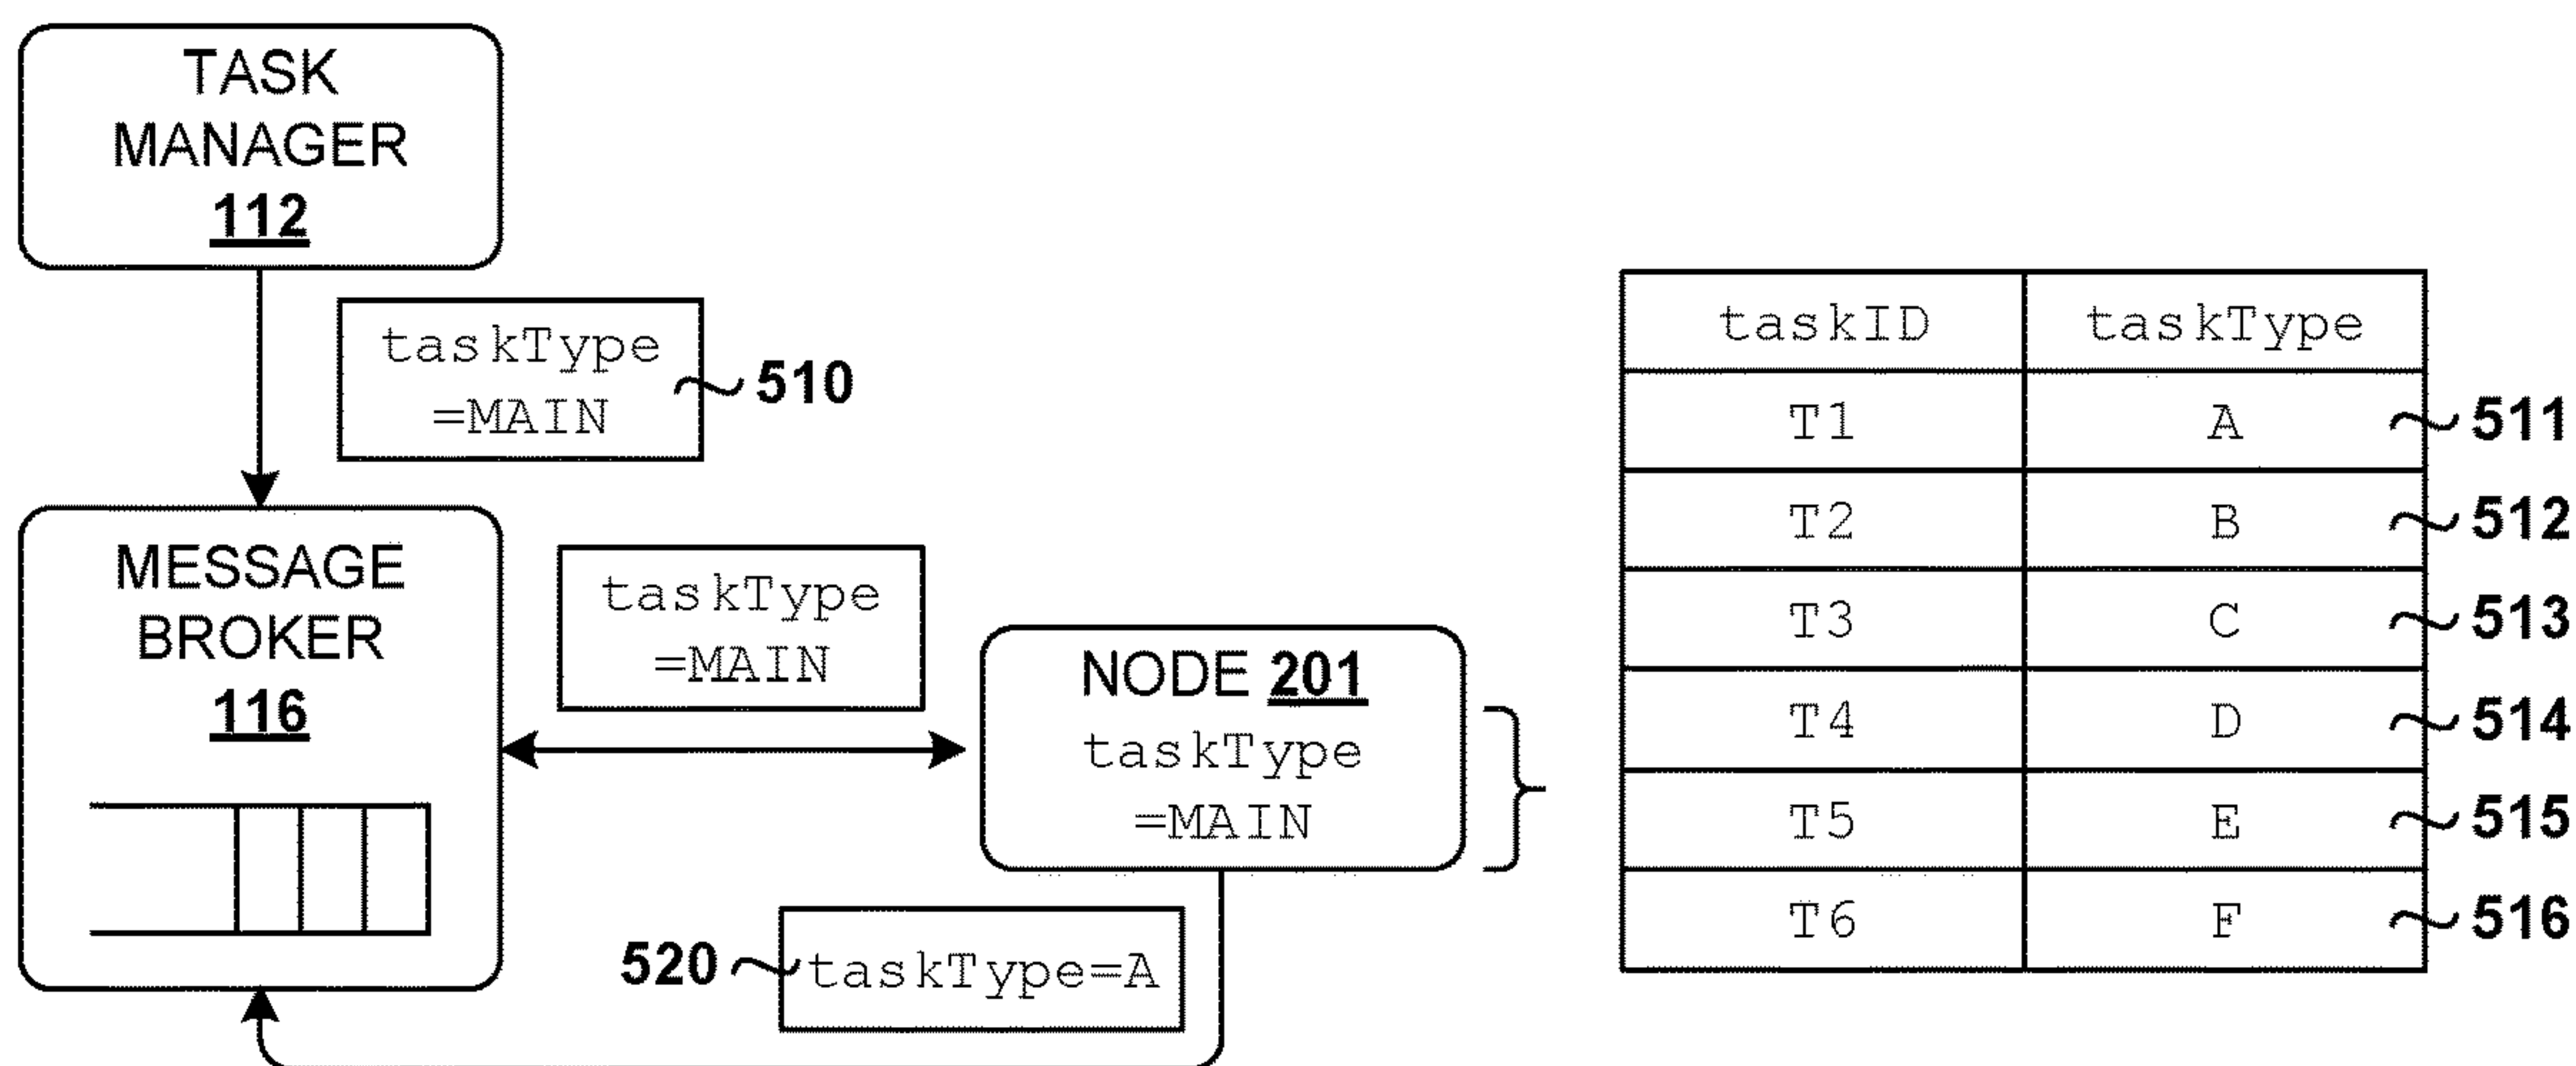 TASK
MANAGER
112
taskType
=MAIN
510
MESSAGE
BROKER
116
taskType
=MAIN
NODE 201
taskType
=MAIN
520
taskType=A
taskID taskType
T1 A 511
T2 B 512
T3 C 513
T4 D 514
T5 E 515
T6 F 516